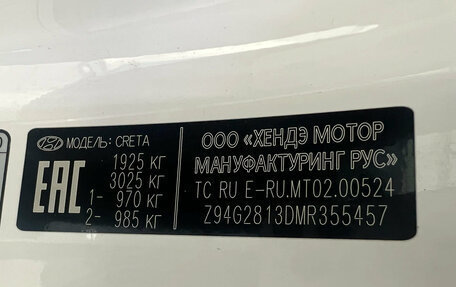 МОДЕЛЬ: CRETA
1925 КГ
3025 КГ
1- 970 КГ
2- 985 КГ
EAC
ООО «ХЕНДЭ МОТОР
МАНУФАКТУРИНГ РУС»
TC RU E-RU.MT02.00524
Z94G2813DMR355457